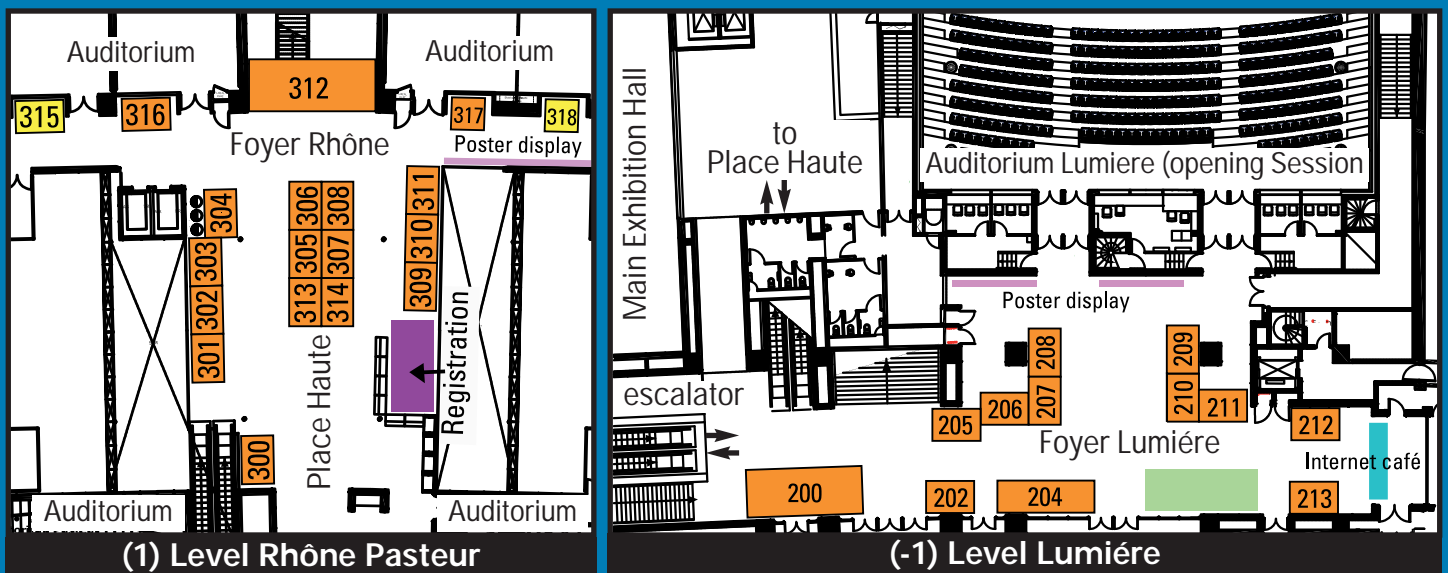 Auditorium
Auditorium
312
315
316
317
318
Foyer Rhône
Poster display
304
303
302
301
306
308
305
307
313
314
311
310
309
Registration
Place Haute
300
Auditorium
Auditorium
(1) Level Rhône Pasteur
Main Exhibition Hall
to
Place Haute
Auditorium Lumiere (opening Session
Poster display
208
207
206
205
209
210
211
212
escalator
Foyer Lumiére
Internet café
200
202
204
213
(-1) Level Lumiére